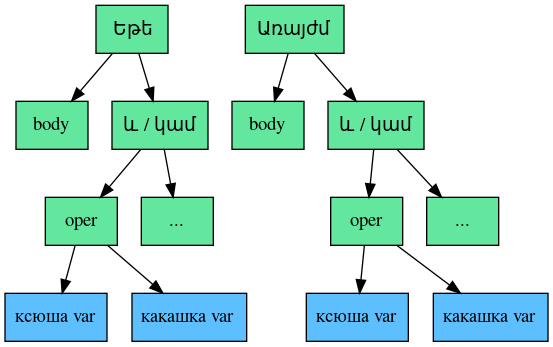 Եթե
Առայժմ
body
և / կամ
body
և / կամ
oper
...
oper
...
ксюша var
какашка var
ксюша var
какашка var